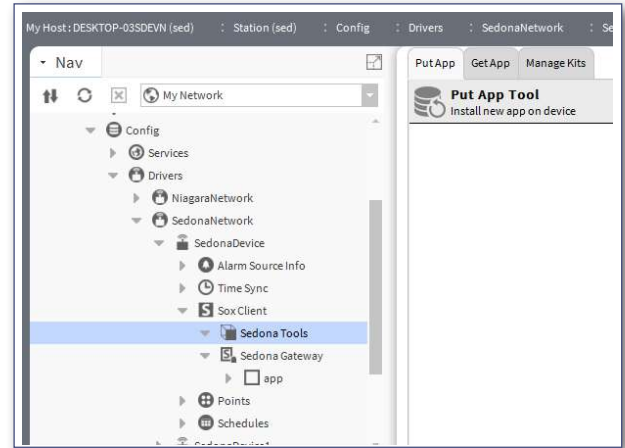 My Host : DESKTOP-03SDEVN (sed) : Station (sed) : Config : Drivers : SedonaNetwork : Se
Nav
PutApp GetApp Manage Kits
My Network
Put App Tool
Install new app on device
Config
Services
Drivers
NiagaraNetwork
SedonaNetwork
SedonaDevice
Alarm Source Info
Time Sync
S Sox Client
Sedona Tools
S Sedona Gateway
app
Points
Schedules
SedonaDevice1